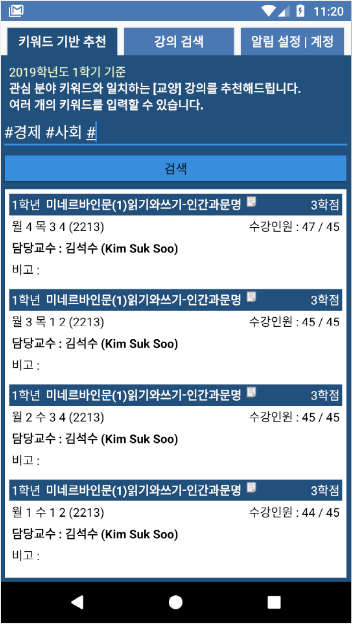 11:20
키워드 기반 추천 강의 검색 알림 설정 | 계정
2019학년도 1학기 기준
관심 분야 키워드와 일치하는 [교양] 강의를 추천해드립니다.
여러 개의 키워드를 입력할 수 있습니다.
#경제 #사회 #
검색
1학년 미네르바인문(1)읽기와쓰기-인간과문명 3학점
월 4 목 3 4 (2213) 수강인원 : 47 / 45
담당교수 : 김석수 (Kim Suk Soo)
비고 :
1학년 미네르바인문(1)읽기와쓰기-인간과문명 3학점
월 3 목 1 2 (2213) 수강인원 : 45 / 45
담당교수 : 김석수 (Kim Suk Soo)
비고 :
1학년 미네르바인문(1)읽기와쓰기-인간과문명 3학점
월 2 수 3 4 (2213) 수강인원 : 45 / 45
담당교수 : 김석수 (Kim Suk Soo)
비고 :
1학년 미네르바인문(1)읽기와쓰기-인간과문명 3학점
월 1 수 1 2 (2213) 수강인원 : 44 / 45
담당교수 : 김석수 (Kim Suk Soo)
비고 :